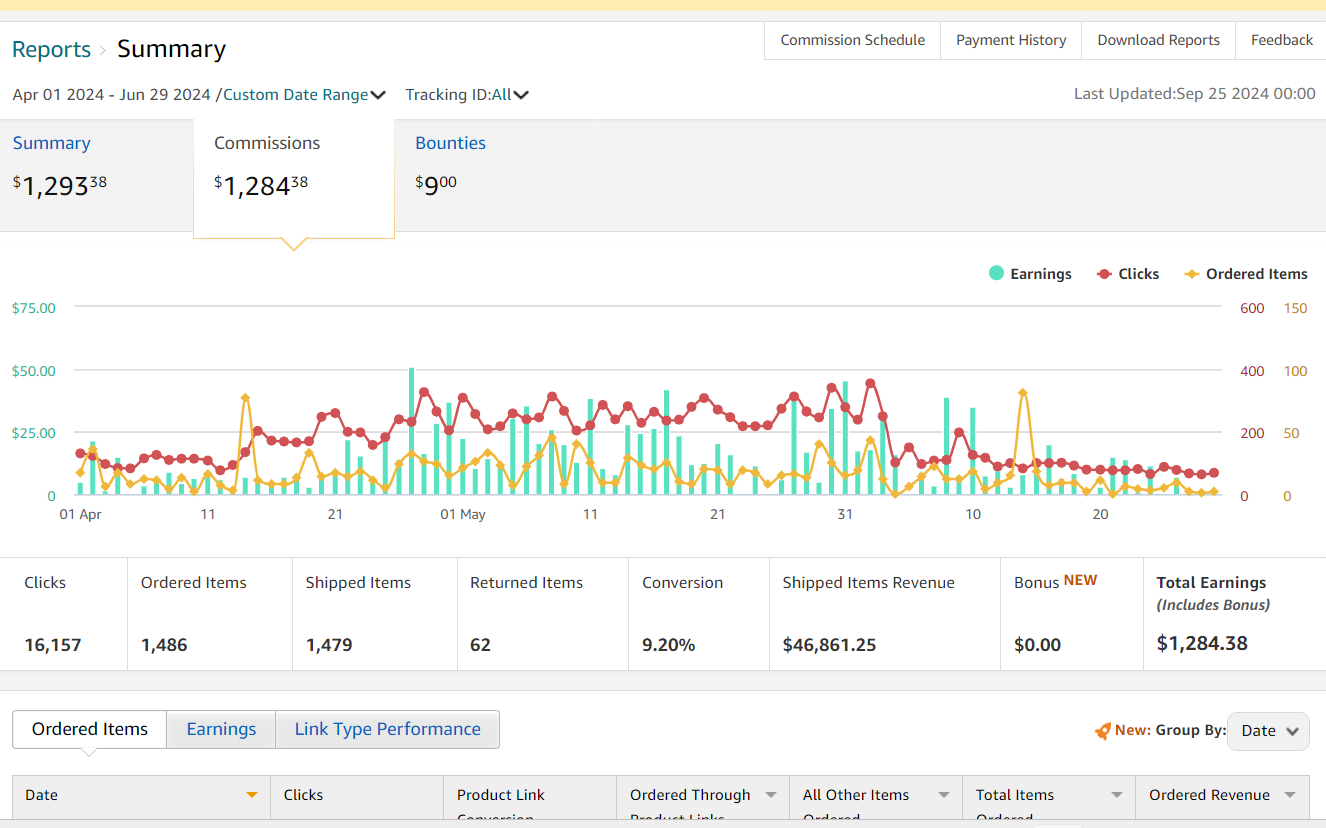 Reports > Summary
Commission Schedule Payment History Download Reports Feedback
Apr 01 2024 - Jun 29 2024 /Custom Date Range Tracking ID:All
Last Updated:Sep 25 2024 00:00
Summary Commissions Bounties
$1,293 38 $1,284 38 $9 00
Earnings Clicks Ordered Items
$75.00 600 150
$50.00 400 100
$25.00 200 50
0 0 0
01 Apr 11 21 01 May 11 21 31 10 20
Clicks Ordered Items Shipped Items Returned Items Conversion Shipped Items Revenue Bonus NEW Total Earnings
(Includes Bonus)
16,157 1,486 1,479 62 9.20% $46,861.25 $0.00 $1,284.38
Ordered Items Earnings Link Type Performance
New: Group By: Date
Date Clicks Product Link Ordered Through All Other Items Total Items Ordered Revenue
Conversion Product Links Ordered Ordered